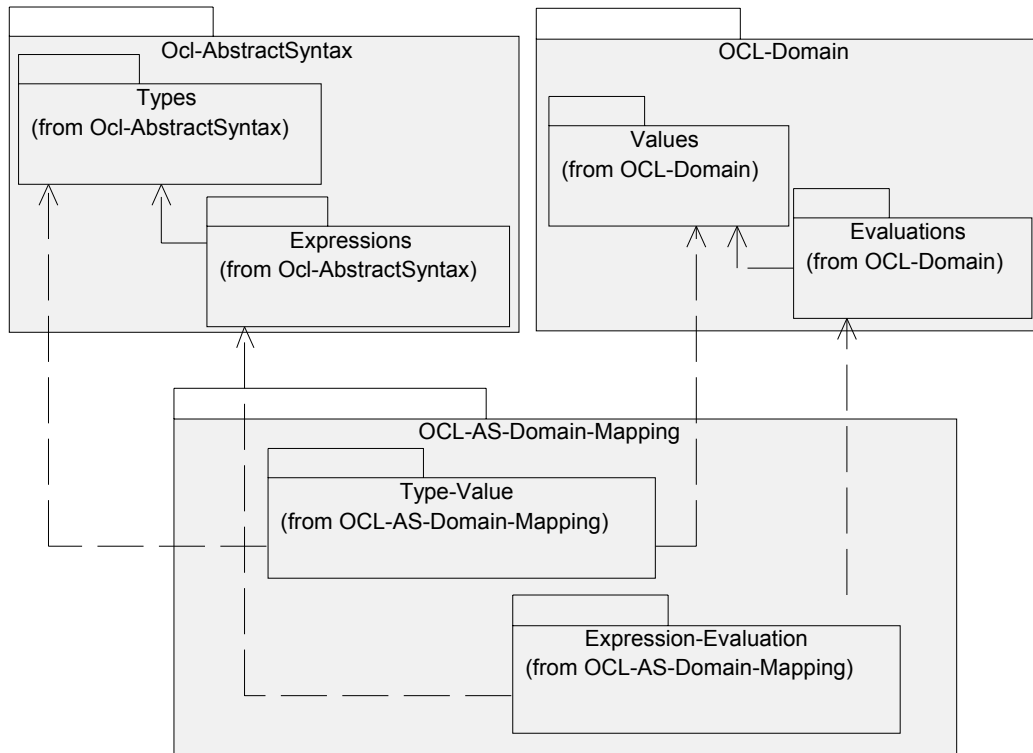 Ocl-AbstractSyntax
Types
(from Ocl-AbstractSyntax)
Expressions
(from Ocl-AbstractSyntax)
OCL-Domain
Values
(from OCL-Domain)
Evaluations
(from OCL-Domain)
OCL-AS-Domain-Mapping
Type-Value
(from OCL-AS-Domain-Mapping)
Expression-Evaluation
(from OCL-AS-Domain-Mapping)